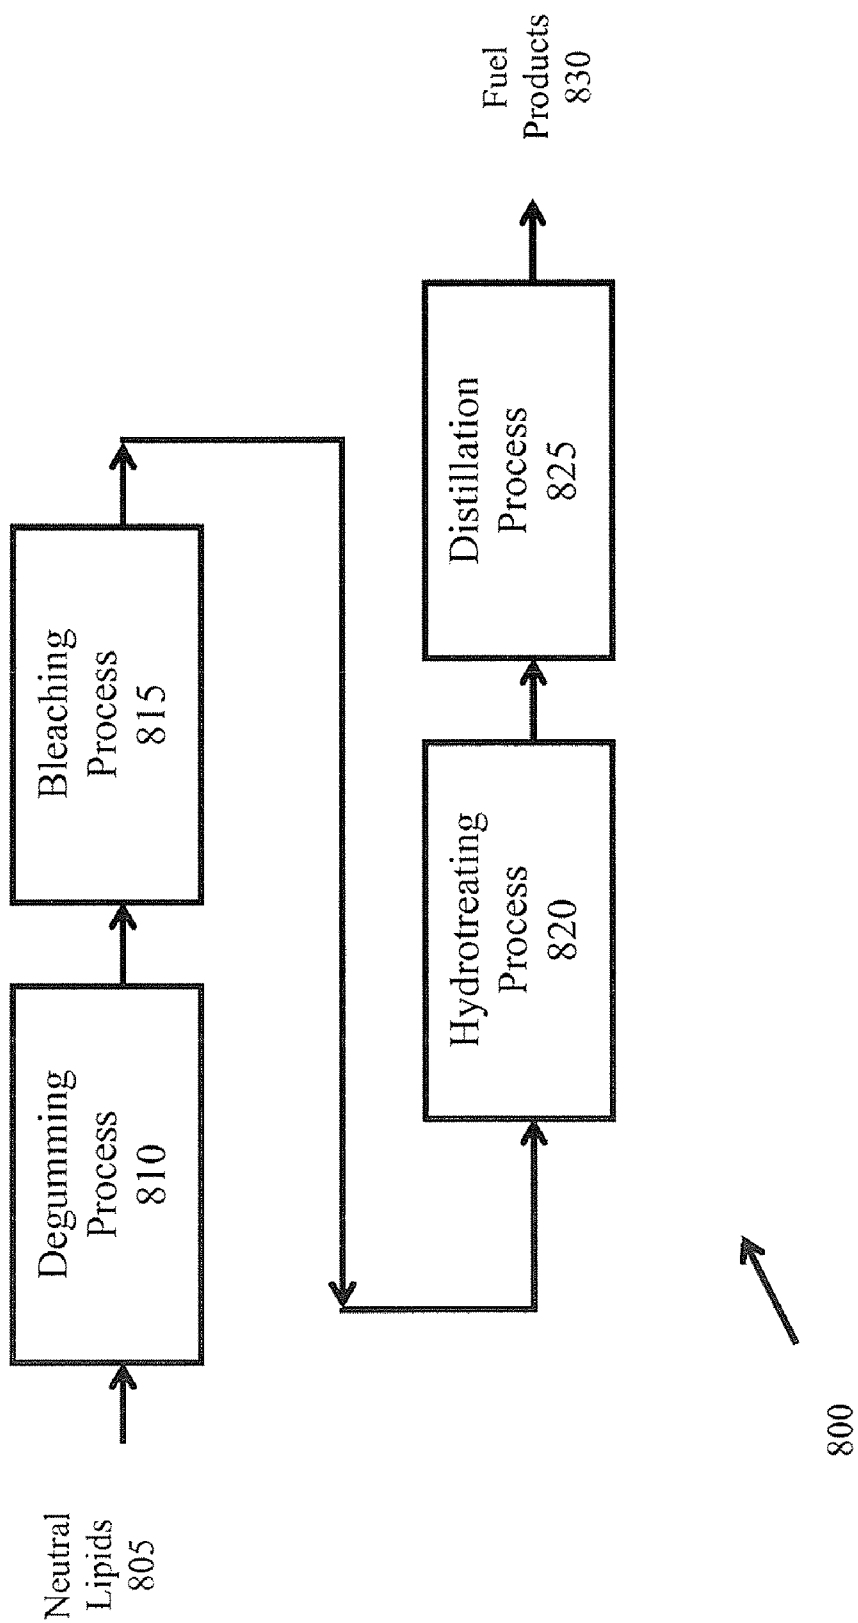 Neutral
Lipids
805
Degumming
Process
810
Bleaching
Process
815
Hydrotreating
Process
820
Distillation
Process
825
Fuel
Products
830
800